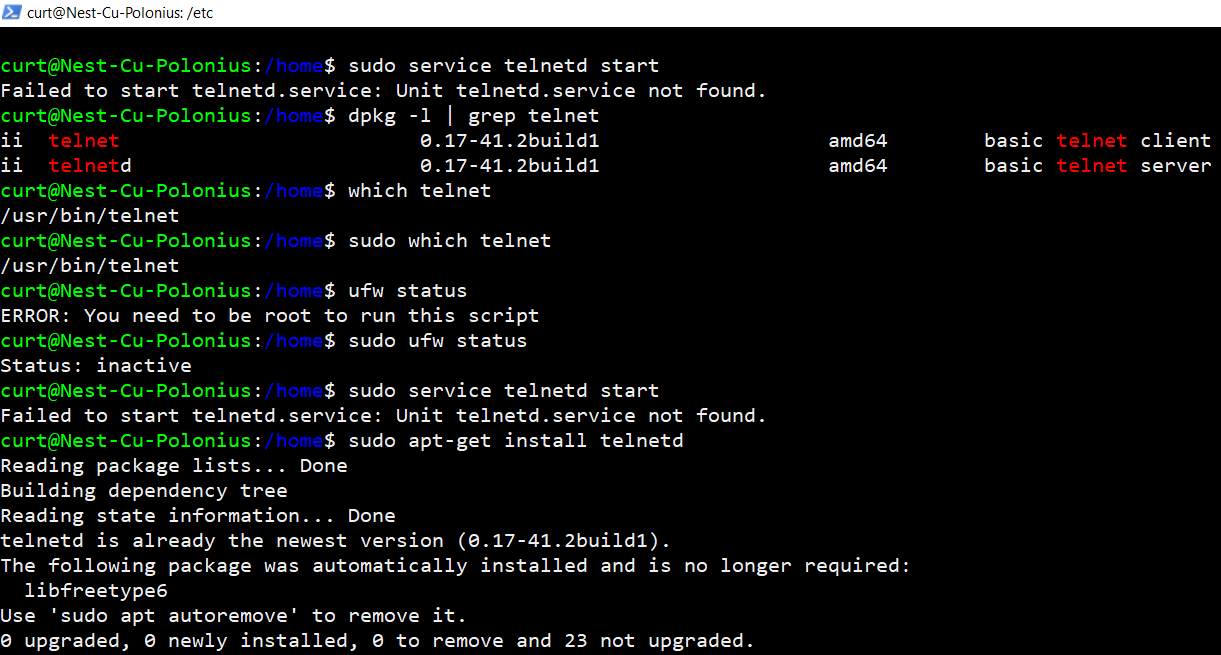 curt@Nest-Cu-Polonius: /etc
curt@Nest-Cu-Polonius:/home$ sudo service telnetd start
Failed to start telnetd.service: Unit telnetd.service not found.
curt@Nest-Cu-Polonius:/home$ dpkg -l | grep telnet
ii  telnet                         0.17-41.2build1                   amd64        basic telnet client
ii  telnetd                        0.17-41.2build1                   amd64        basic telnet server
curt@Nest-Cu-Polonius:/home$ which telnet
/usr/bin/telnet
curt@Nest-Cu-Polonius:/home$ sudo which telnet
/usr/bin/telnet
curt@Nest-Cu-Polonius:/home$ ufw status
ERROR: You need to be root to run this script
curt@Nest-Cu-Polonius:/home$ sudo ufw status
Status: inactive
curt@Nest-Cu-Polonius:/home$ sudo service telnetd start
Failed to start telnetd.service: Unit telnetd.service not found.
curt@Nest-Cu-Polonius:/home$ sudo apt-get install telnetd
Reading package lists... Done
Building dependency tree
Reading state information... Done
telnetd is already the newest version (0.17-41.2build1).
The following package was automatically installed and is no longer required:
  libfreetype6
Use 'sudo apt autoremove' to remove it.
0 upgraded, 0 newly installed, 0 to remove and 23 not upgraded.